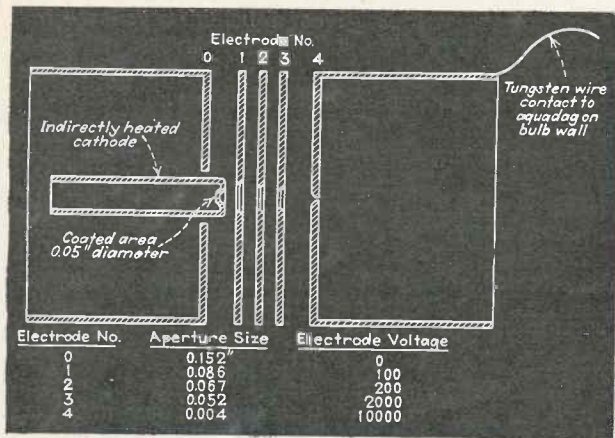 Electrode No.
0 1 2 3 4
Tungsten wire
contact to
aquadag on
bulb wall
Indirectly heated
cathode
Coated area
0.05" diameter
Electrode No. Aperture Size Electrode Voltage
0 0.152" 0
1 0.086 100
2 0.067 200
3 0.052 2000
4 0.004 10000